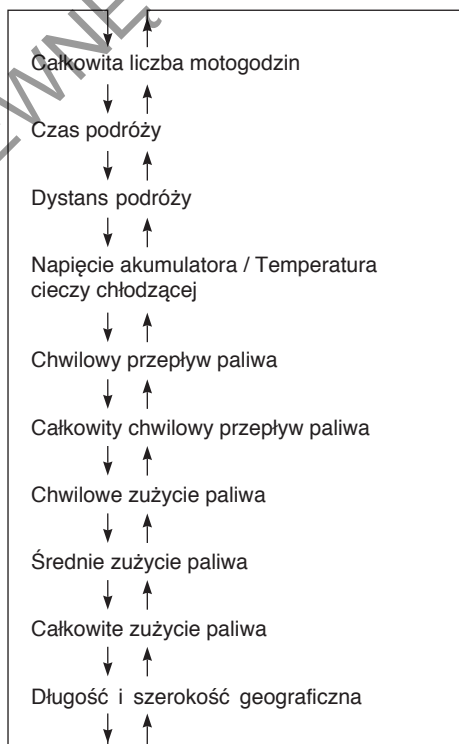 Całkowita liczba motogodzin
Czas podróży
Dystans podróży
Napięcie akumulatora / Temperatura
cieczy chłodzącej
Chwilowy przepływ paliwa
Całkowity chwilowy przepływ paliwa
Chwilowe zużycie paliwa
Średnie zużycie paliwa
Całkowite zużycie paliwa
Długość i szerokość geograficzna